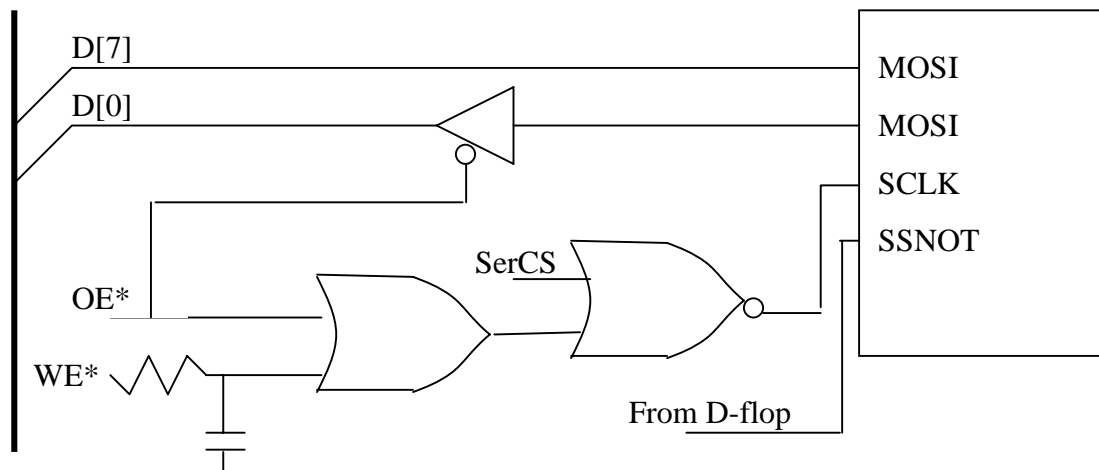 D[7]
MOSI
D[0]
MOSI
SCLK
SSNOT
SerCS
OE*
WE*
From D-flop